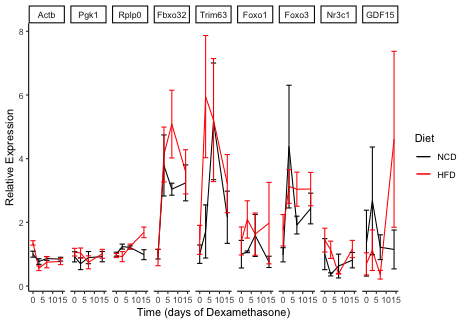 Actb Pgk1 Rplp0 Fbxo32 Trim63 Foxo1 Foxo3 Nr3c1 GDF15
8
6
4
2
0
Relative Expression
0 5 1015 0 5 1015 0 5 1015 0 5 1015 0 5 1015 0 5 1015 0 5 1015 0 5 1015 0 5 1015
Time (days of Dexamethasone)
Diet
NCD
HFD